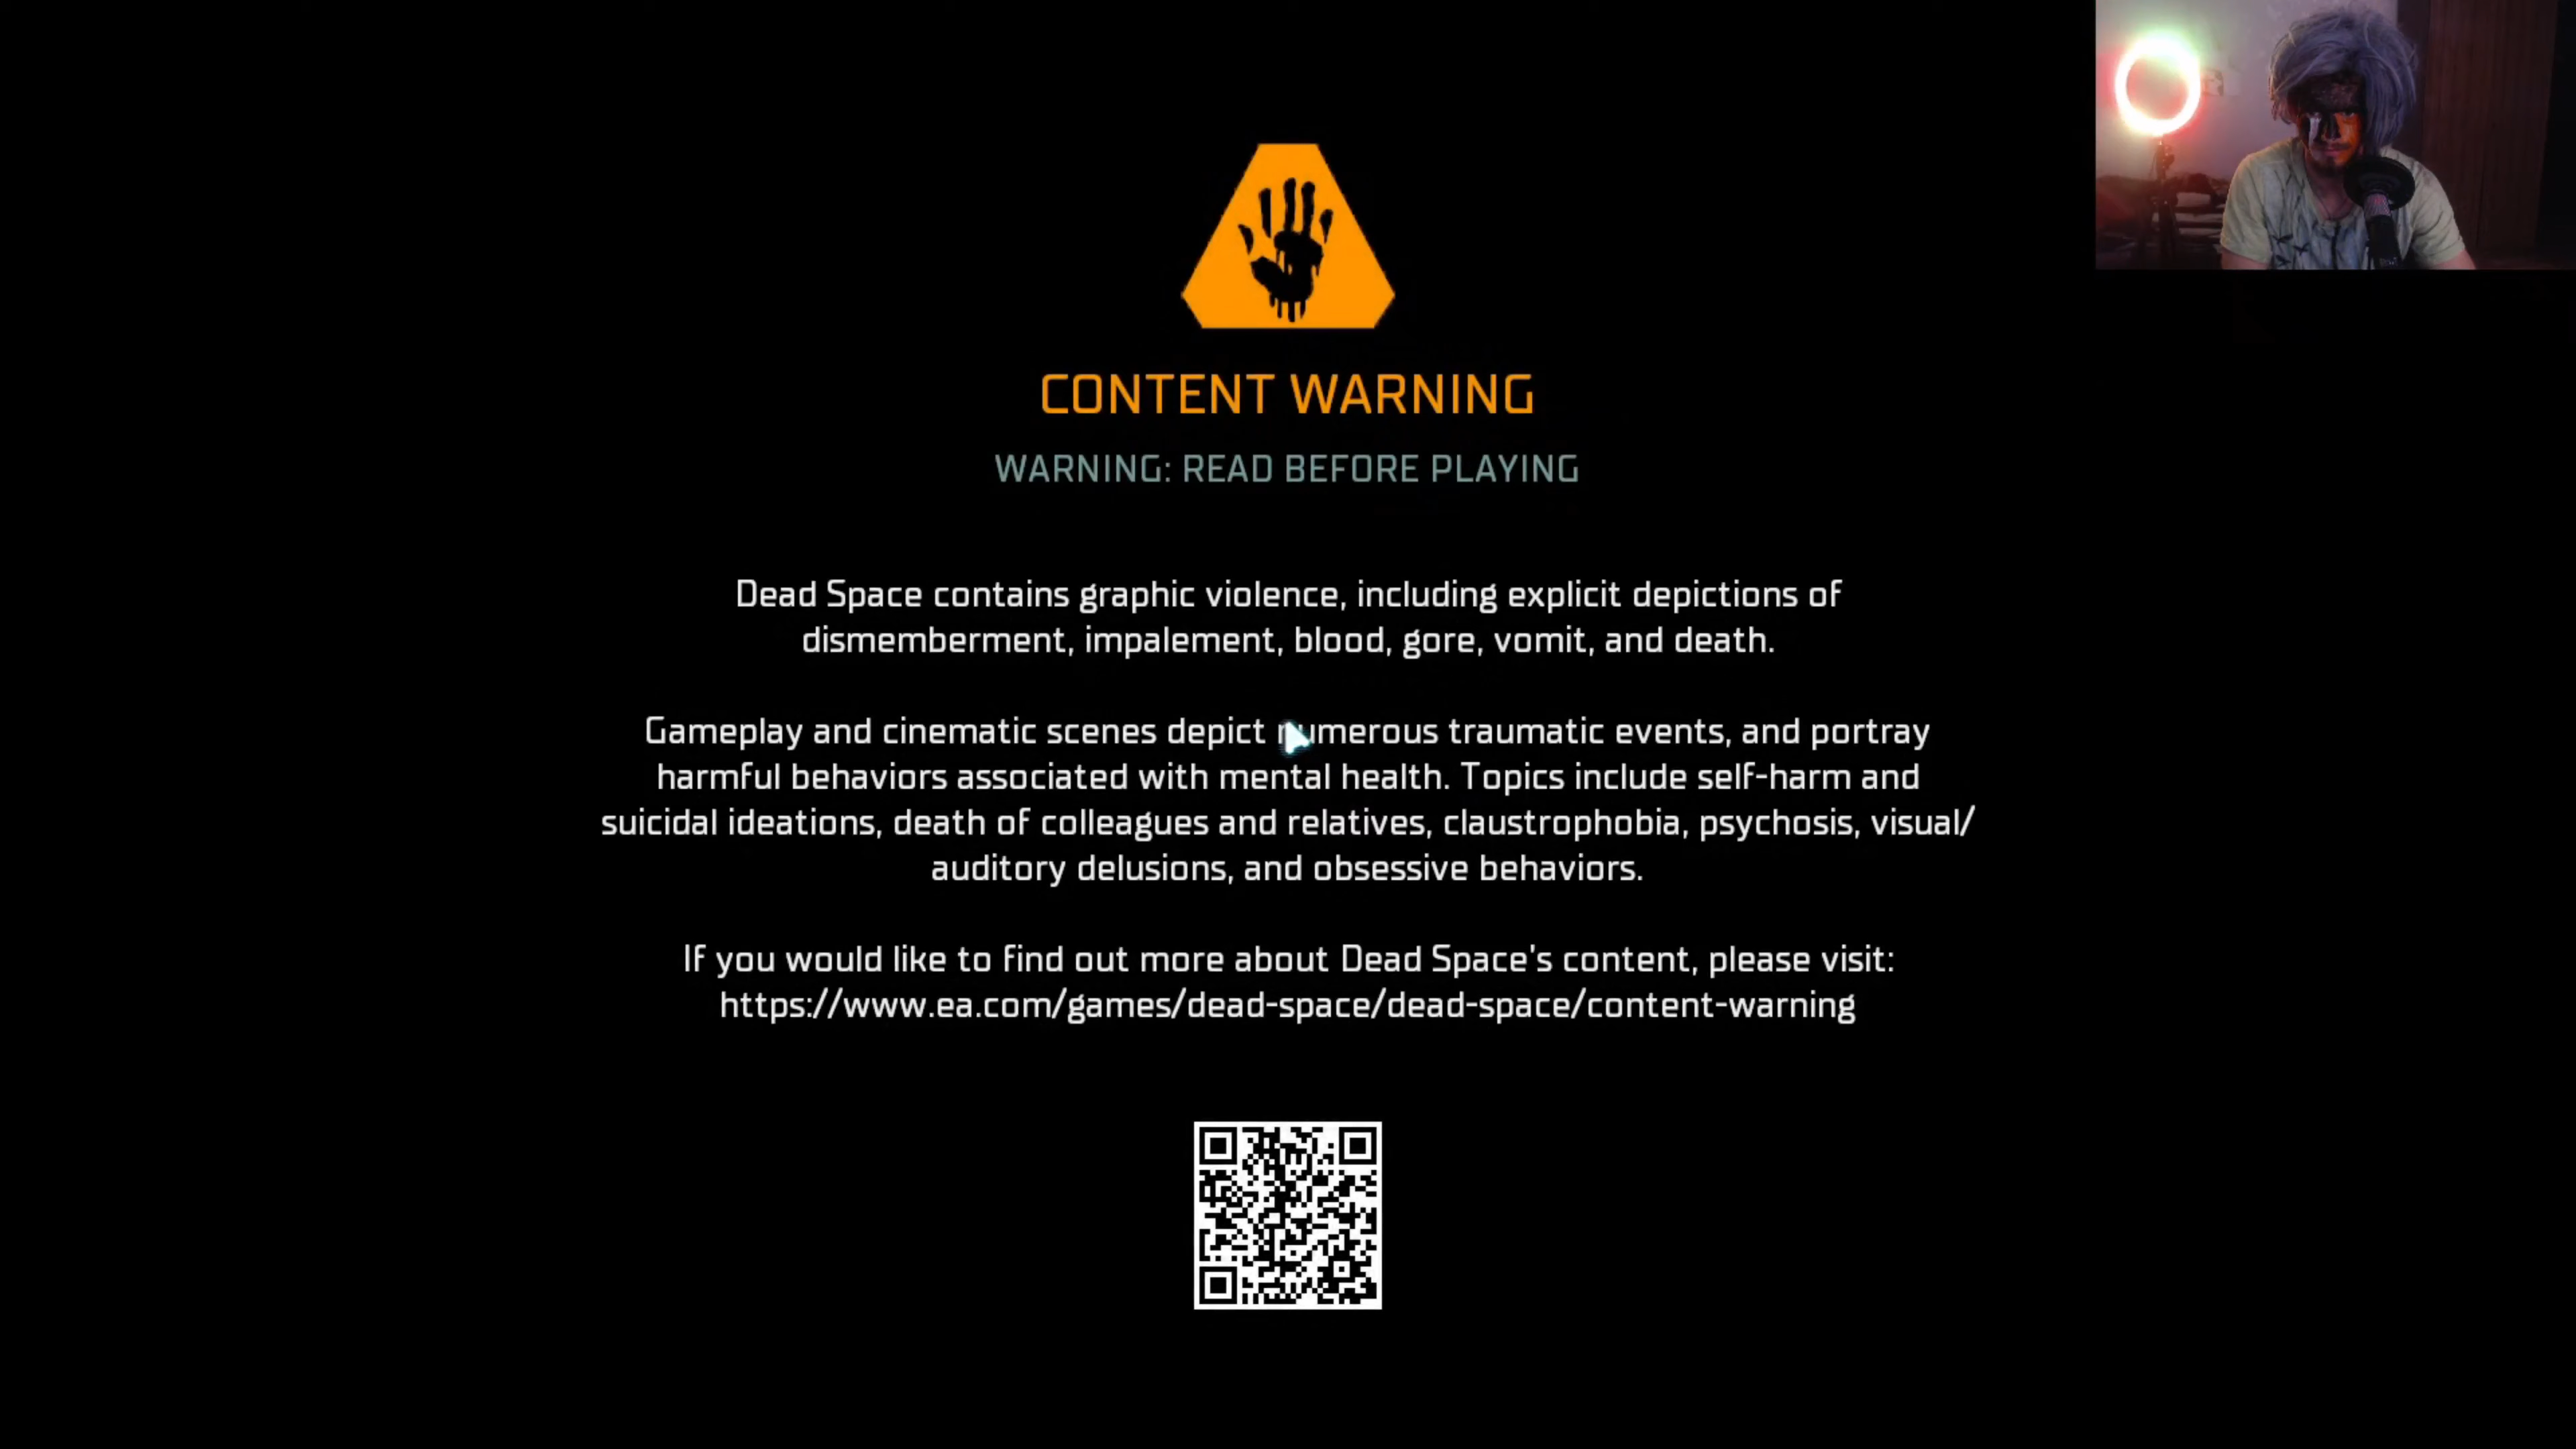 CONTENT WARNING
WARNING: READ BEFORE PLAYING
Dead Space contains graphic violence, including explicit depictions of
dismemberment, impalement, blood, gore, vomit, and death.
Gameplay and cinematic scenes depict numerous traumatic events, and portray
harmful behaviors associated with mental health. Topics include self-harm and
suicidal ideations, death of colleagues and relatives, claustrophobia, psychosis, visual/
auditory delusions, and obsessive behaviors.
If you would like to find out more about Dead Space's content, please visit:
https://www.ea.com/games/dead-space/dead-space/content-warning